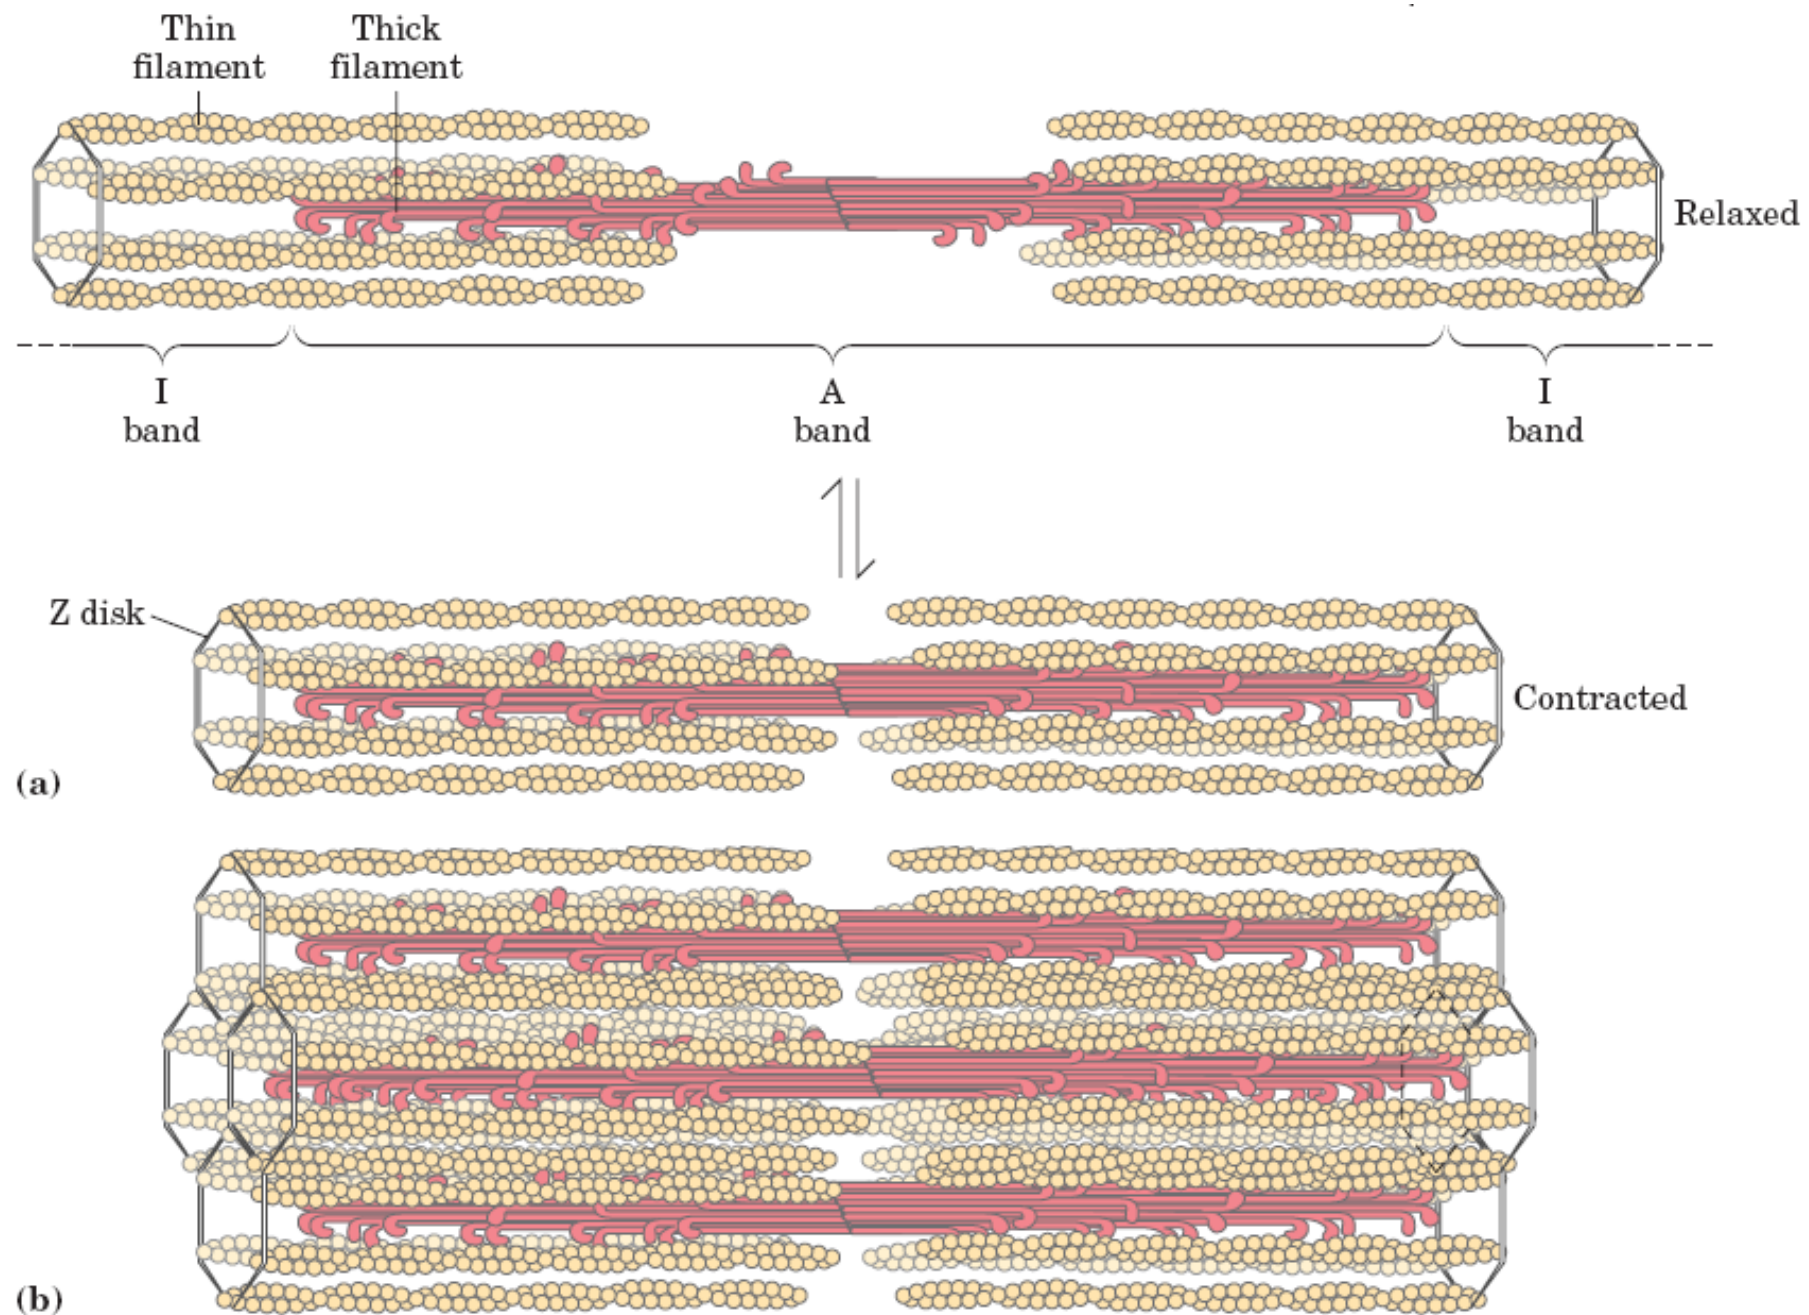 Thin
filament
Thick
filament
Relaxed
I
band
A
band
I
band
Z disk
Contracted
(a)
(b)